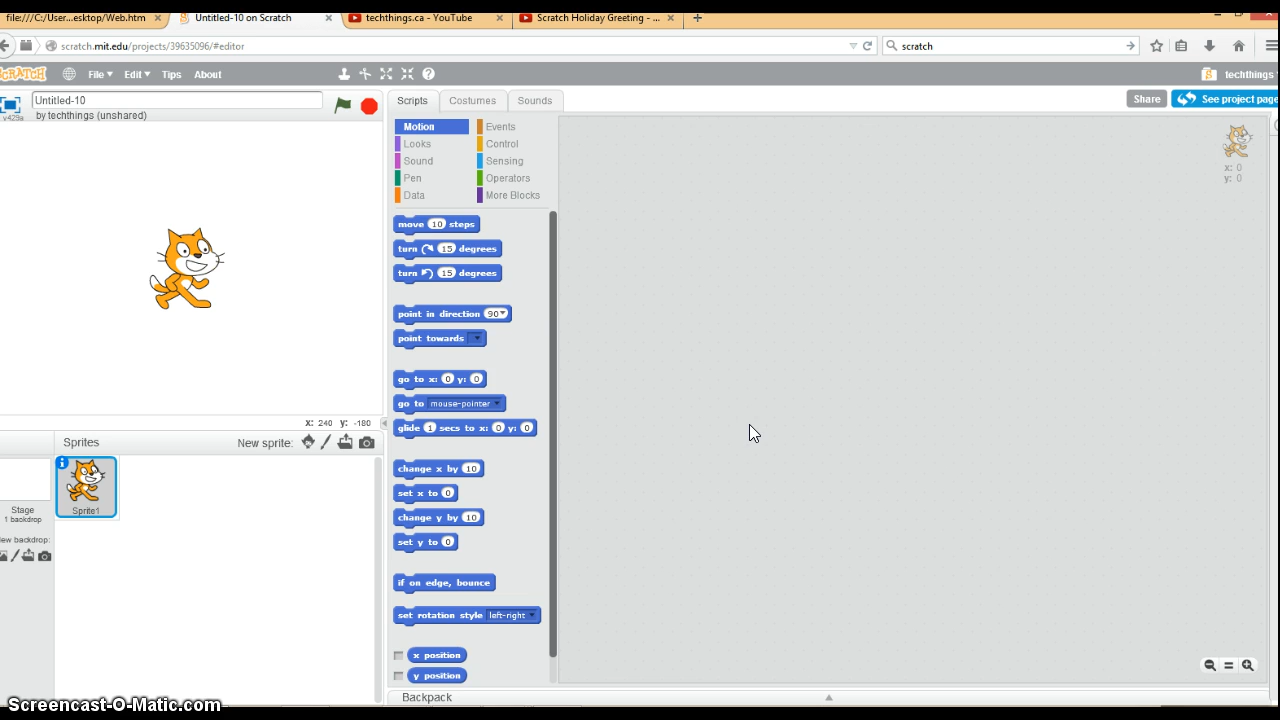 file:///C:/User...esktop/Web.htm
Untitled-10 on Scratch
techthings.ca - YouTube
Scratch Holiday Greeting - ...
scratch.mit.edu/projects/39635096/#editor
scratch
SCRATCH File Edit Tips About techthings
Untitled-10
by techthings (unshared)
v425a
Scripts Costumes Sounds
Share See project page
Motion Events
Looks Control
Sound Sensing
Pen Operators
Data More Blocks
x: 0
y: 0
move 10 steps
turn 15 degrees
turn 15 degrees
point in direction 90
point towards
go to x: 0 y: 0
go to mouse-pointer
glide 1 secs to x: 0 y: 0
change x by 10
set x to 0
change y by 10
set y to 0
if on edge, bounce
set rotation style left-right
x position
y position
X: 240 Y: -180
Sprites New sprite:
Sprite1
Stage
1 backdrop
New backdrop:
Backpack
Screencast-O-Matic.com